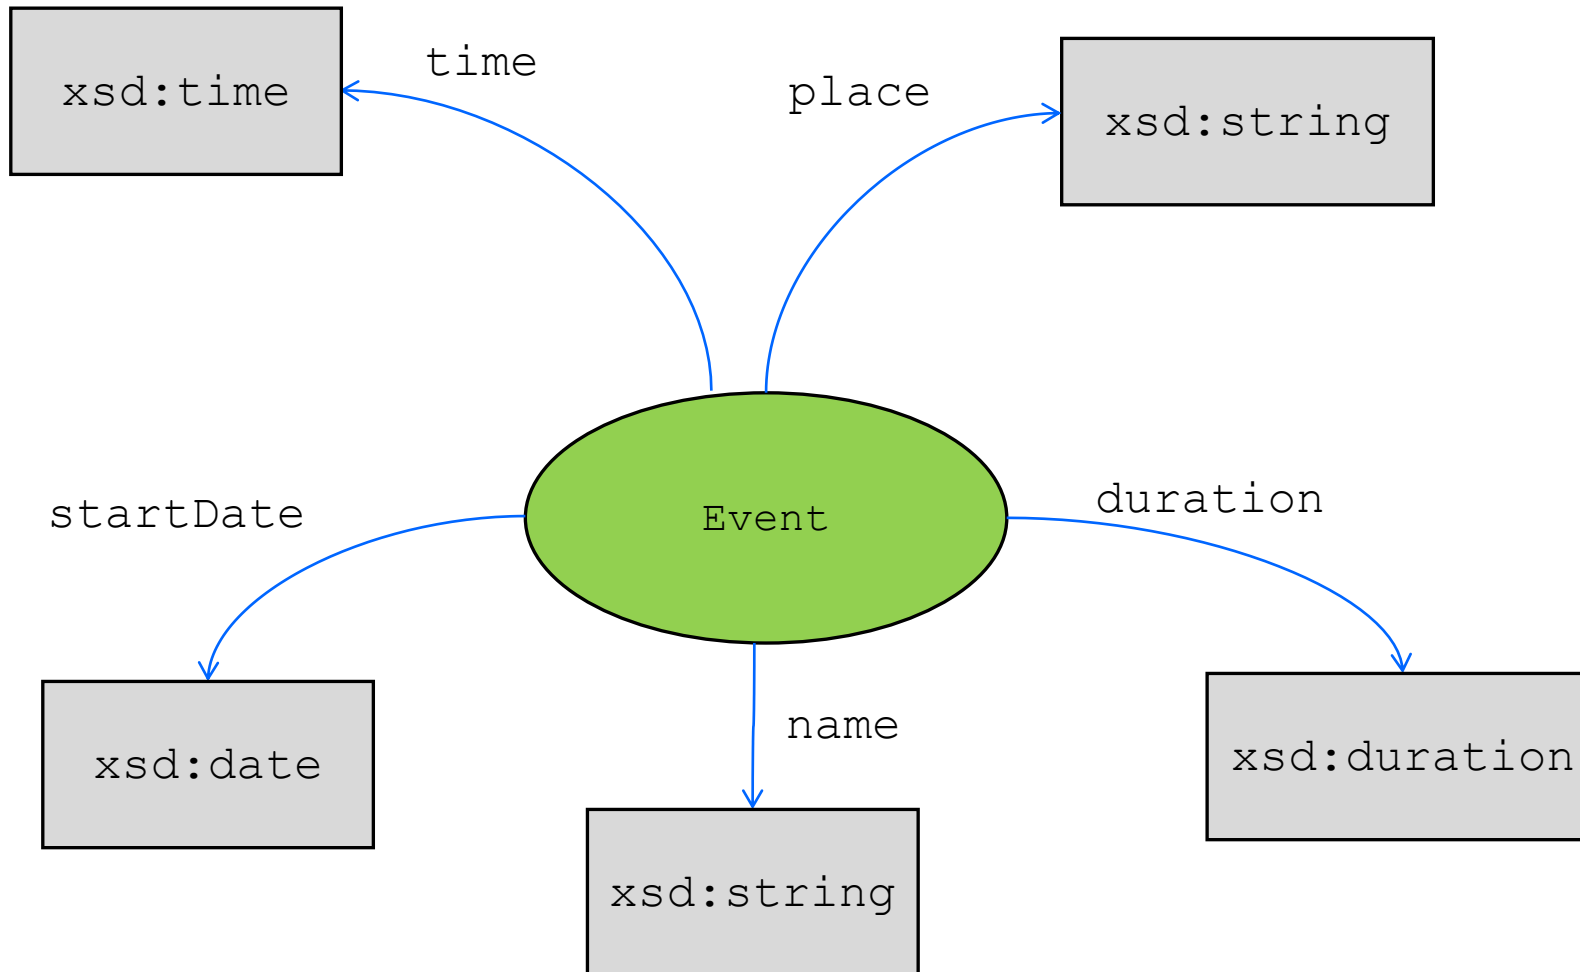 time
xsd:time
place
xsd:string
startDate
Event
duration
xsd:date
name
xsd:duration
xsd:string